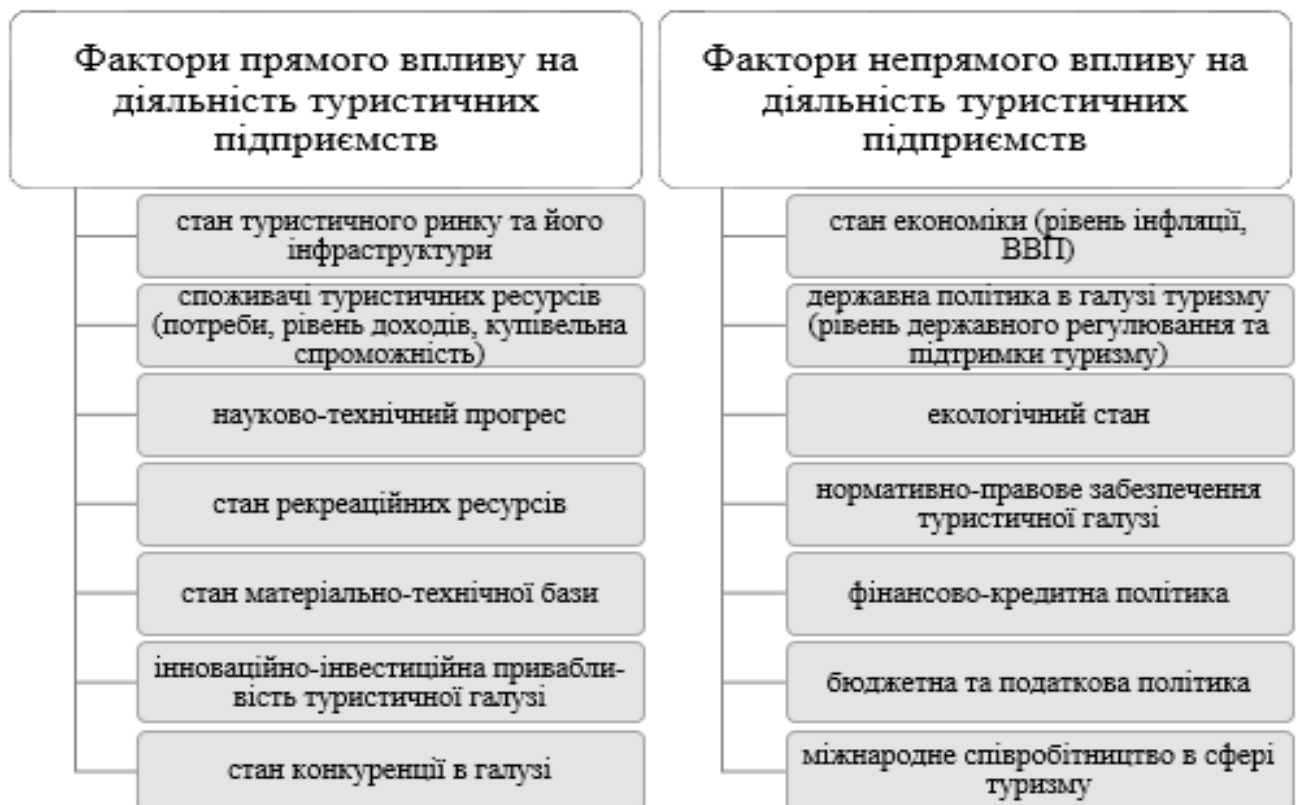 Фактори прямого впливу на
діяльність туристичних
підприємств
стан туристичного ринку та його
інфраструктури
споживачі туристичних ресурсів
(потреби, рівень доходів, купівельна
спроможність)
науково-технічний прогрес
стан рекреаційних ресурсів
стан матеріально-технічної бази
інноваційно-інвестиційна привабли-
вість туристичної галузі
стан конкуренції в галузі
Фактори непрямого впливу на
діяльність туристичних
підприємств
стан економіки (рівень інфляції,
ВВП)
державна політика в галузі туризму
(рівень державного регулювання та
підтримки туризму)
екологічний стан
нормативно-правове забезпечення
туристичної галузі
фінансово-кредитна політика
бюджетна та податкова політика
міжнародне співробітництво в сфері
туризму